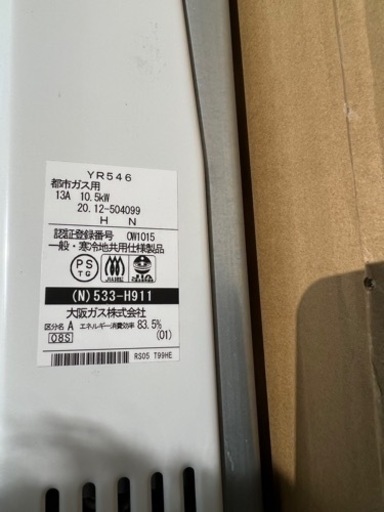 YR546
都市ガス用
13A 10.5kW
20.12-504099
H N
認証登録番号 OW1015
一般・寒冷地共用仕様製品
PS
TG
(N)533-H911
大阪ガス株式会社
区分名 A エネルギー消費効率 83.5%
Q8S (01)
RS05 T99HE